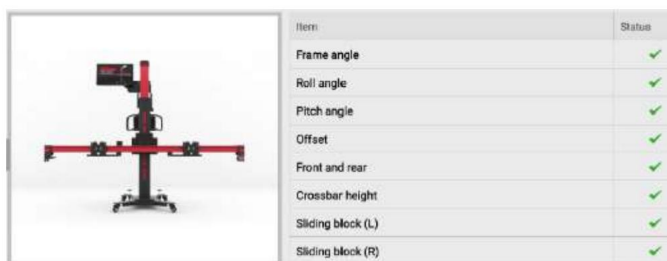 Item Status
Frame angle
Roll angle
Pitch angle
Offset
Front and rear
Crossbar height
Sliding block (L)
Sliding block (R)